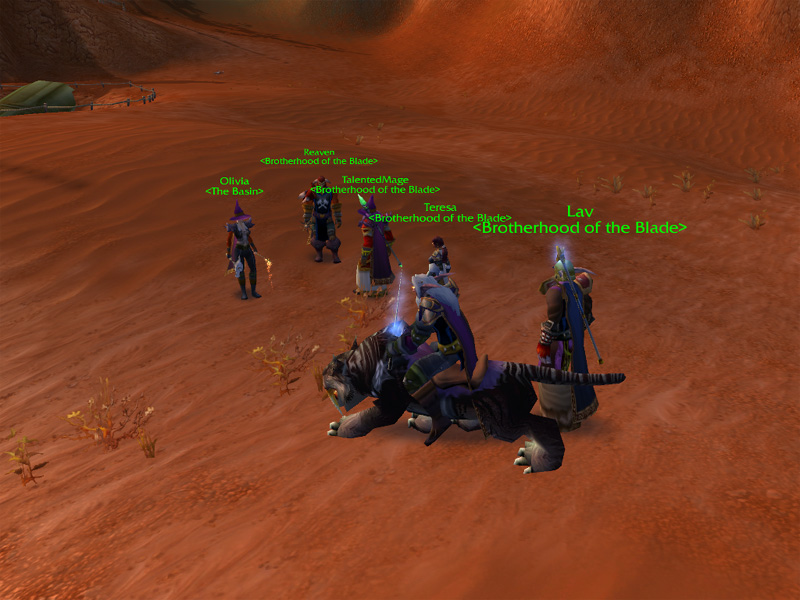 Reaven
<Brotherhood of the Blade>
Olivia
<The Basin>
TalentedMage
<Brotherhood of the Blade>
Teresa
<Brotherhood of the Blade>
Lav
<Brotherhood of the Blade>